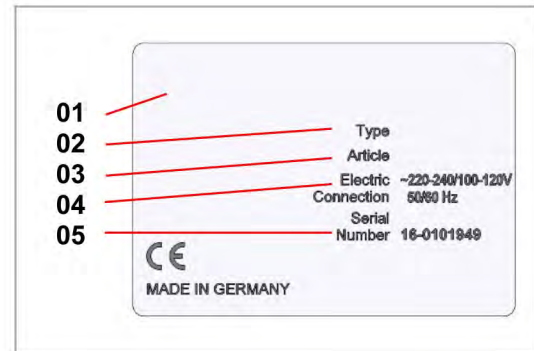 01
02
03
04
05
Type
Article
Electric ~220-240/100-120V
Connection 50/60 Hz
Serial
Number 16-0101949
CE
MADE IN GERMANY